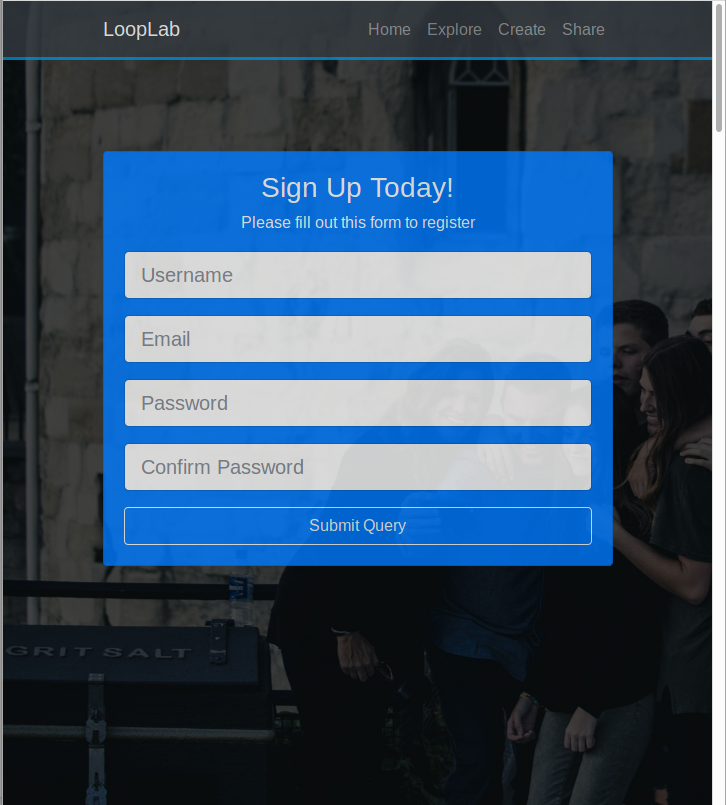 LoopLab
Home Explore Create Share
Sign Up Today!
Please fill out this form to register
Username
Email
Password
Confirm Password
Submit Query
GRIT SALT